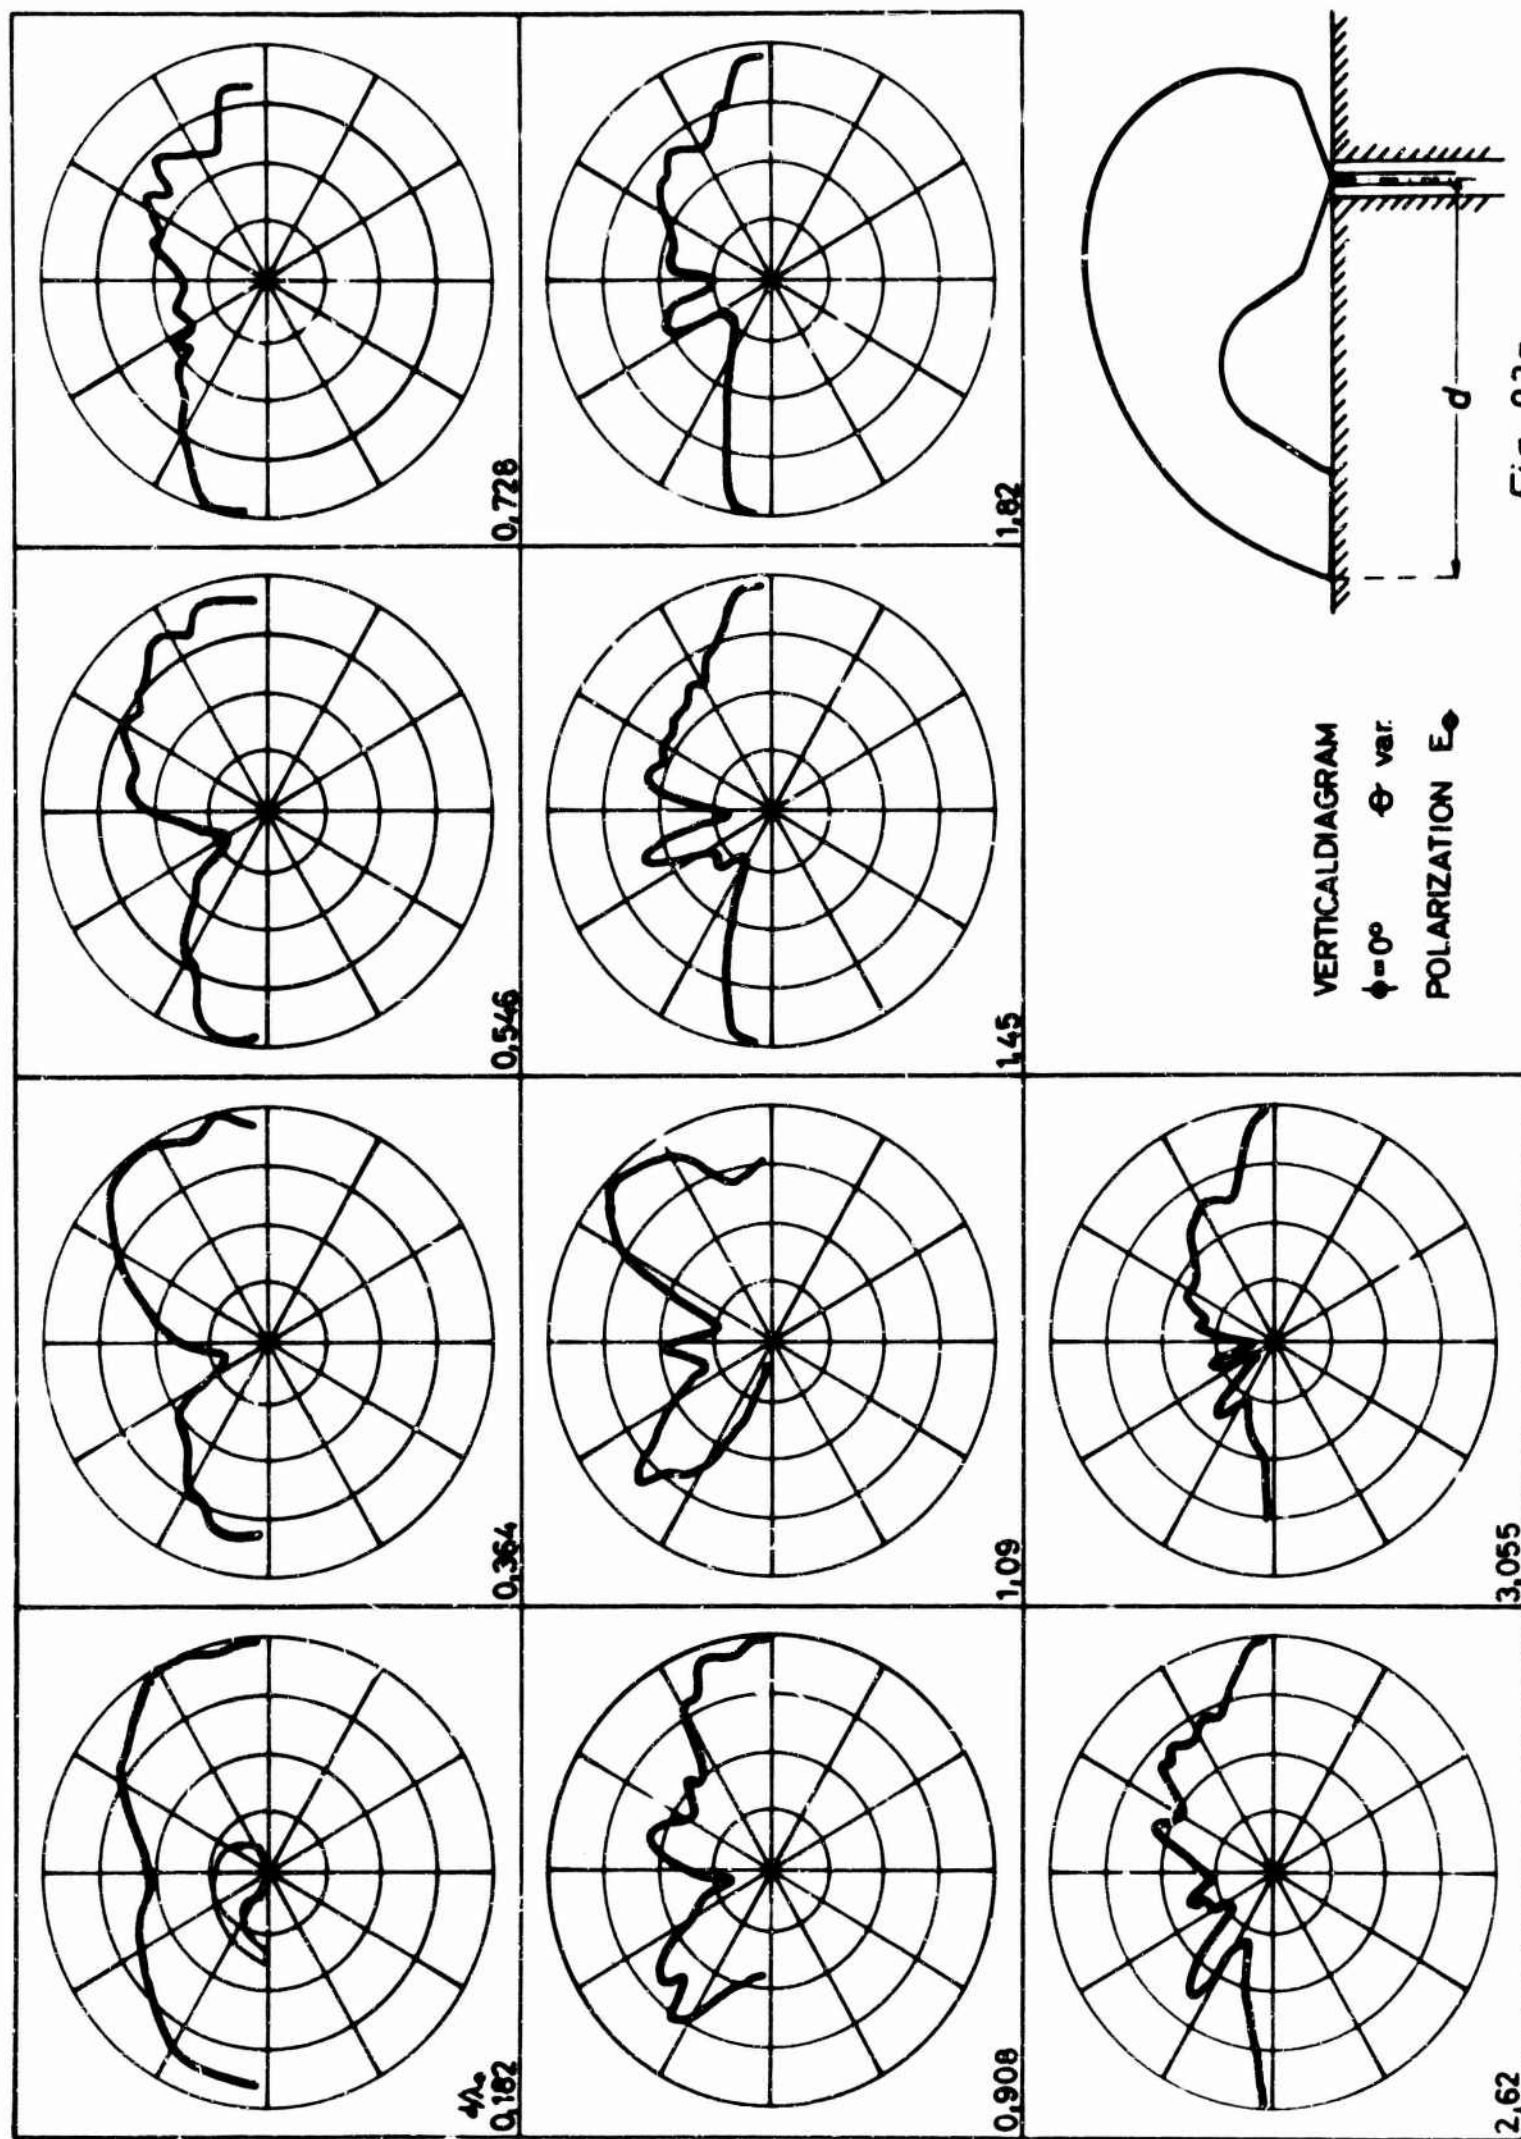 d/λ₀
0,182
0,364
0,546
0,728
0,908
1,09
1,45
1,82
2,62
3,055
VERTICALDIAGRAM
ϕ=0° θ var.
POLARIZATION E
d